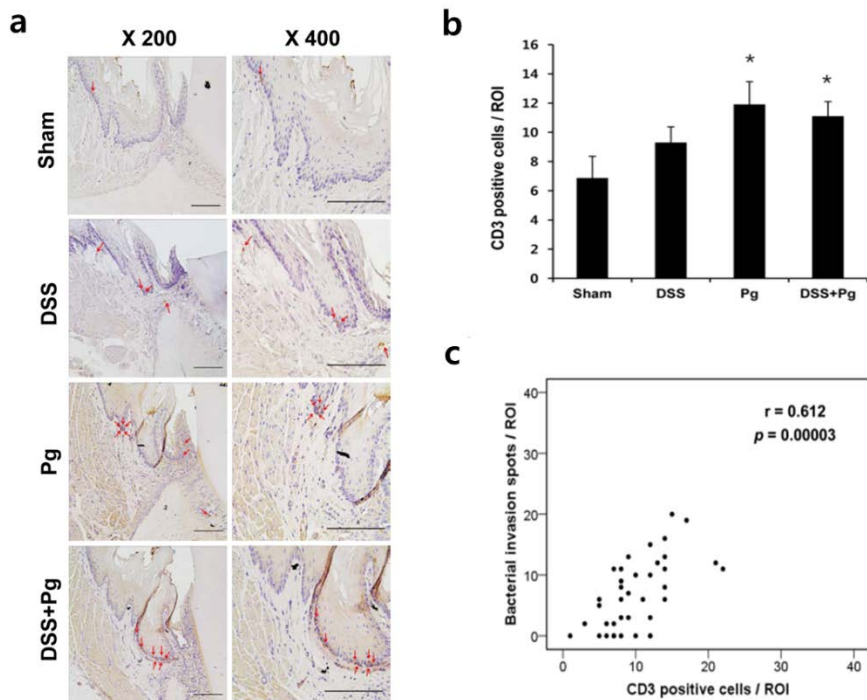 a
X 200
X 400
Sham
DSS
Pg
DSS+Pg
b
CD3 positive cells / ROI
16
14
12
10
8
6
4
2
0
*
*
Sham DSS Pg DSS+Pg
c
Bacterial invasion spots / ROI
40
30
20
10
0
r = 0.612
p = 0.00003
0 10 20 30 40
CD3 positive cells / ROI